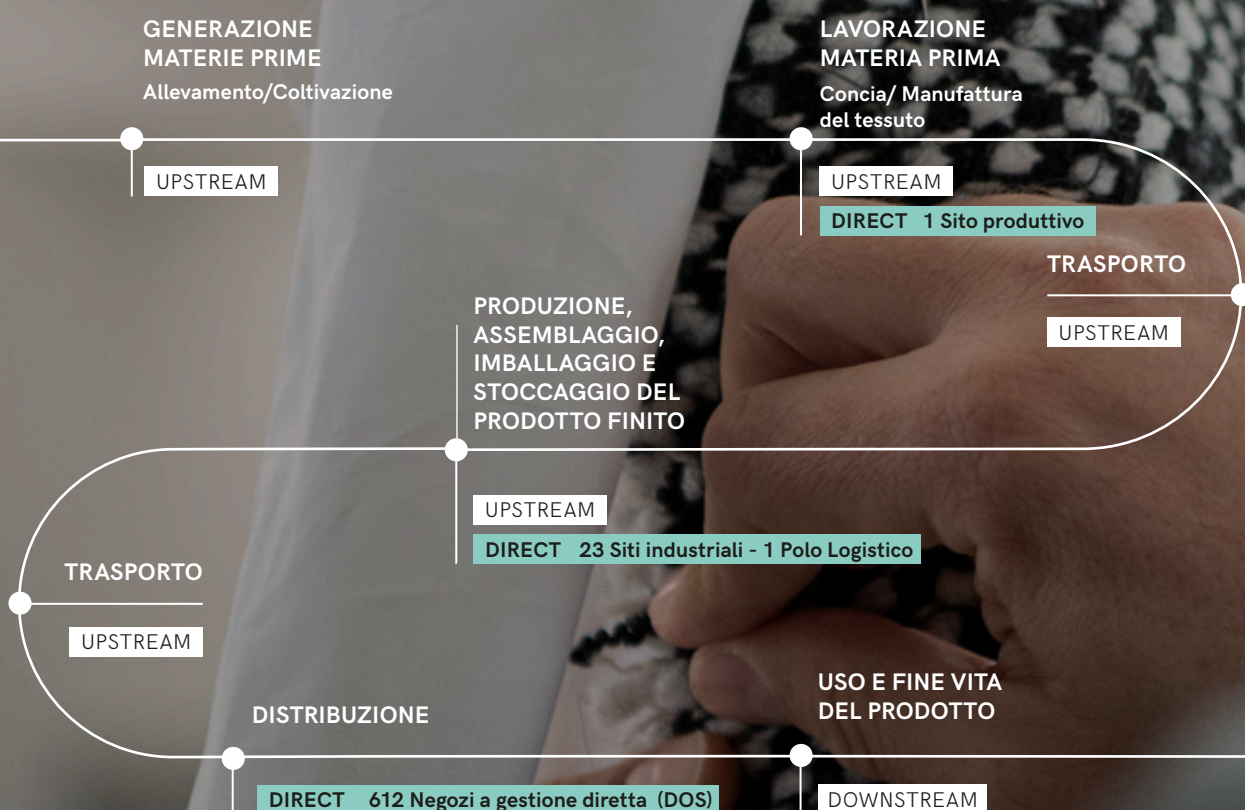 GENERAZIONE
MATERIE PRIME
Allevamento/Coltivazione
UPSTREAM
LAVORAZIONE
MATERIA PRIMA
Concia/ Manufattura
del tessuto
UPSTREAM
DIRECT 1 Sito produttivo
TRASPORTO
UPSTREAM
PRODUZIONE,
ASSEMBLAGGIO,
IMBALLAGGIO E
STOCCAGGIO DEL
PRODOTTO FINITO
UPSTREAM
DIRECT 23 Siti industriali - 1 Polo Logistico
TRASPORTO
UPSTREAM
DISTRIBUZIONE
DIRECT 612 Negozi a gestione diretta (DOS)
USO E FINE VITA
DEL PRODOTTO
DOWNSTREAM